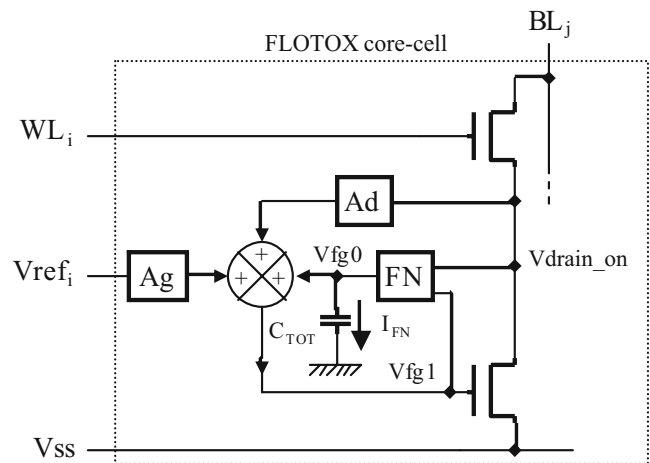 BLj
FLOTOX core-cell
WLi
Ad
Vfg0
Vdrain_on
Vrefi
Ag
+
+
+
FN
CTOT
IFN
Vfg1
Vss